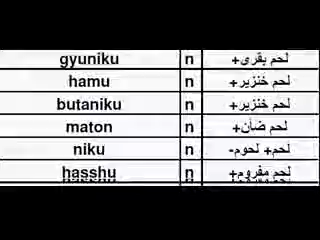 gyuniku n لحم بقرى+
hamu n لحم خنزير+
butaniku n لحم خنزير+
maton n لحم ضأن+
niku n لحم+ لحوم-
hasshu n لحم مفروم+